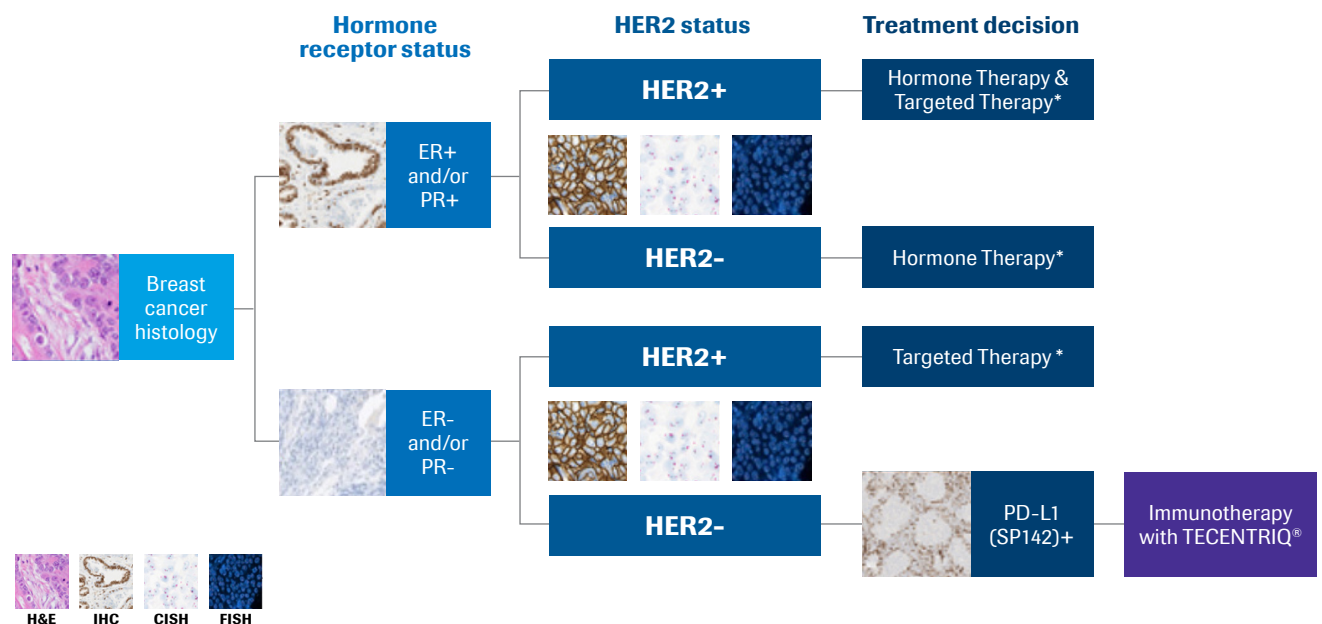 Hormone
receptor status
HER2 status
Treatment decision
HER2+
Hormone Therapy &
Targeted Therapy*
ER+
and/or
PR+
HER2-
Hormone Therapy*
Breast
cancer
histology
HER2+
Targeted Therapy *
ER-
and/or
PR-
HER2-
PD-L1
(SP142)+
Immunotherapy
with TECENTRIQ®
H&E
IHC
CISH
FISH